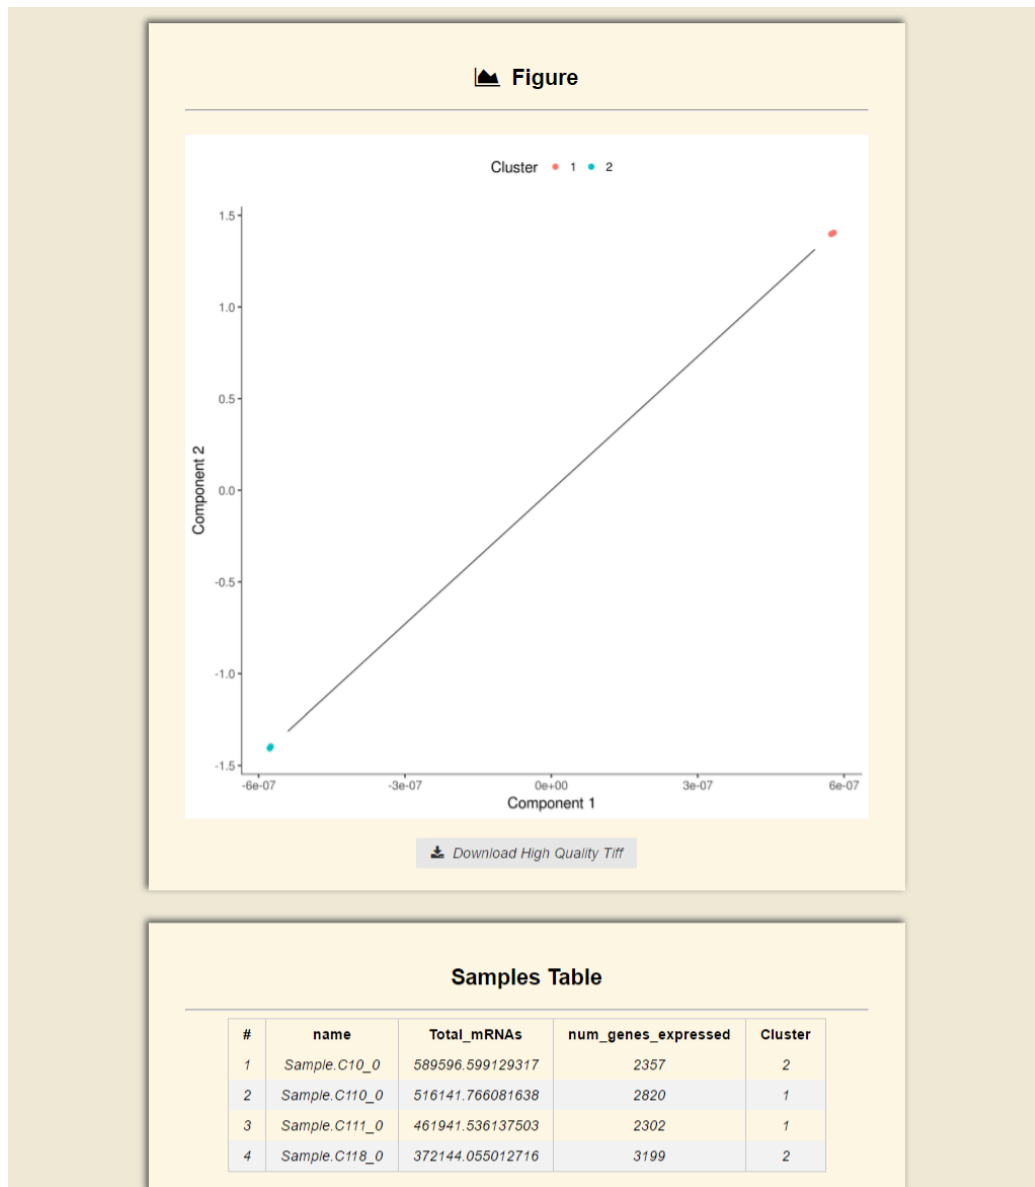 Figure
Cluster 1 2
1.5
1.0
0.5
0.0
-0.5
-1.0
-1.5
Component 2
-6e-07 -3e-07 0e+00 3e-07 6e-07
Component 1
Download High Quality Tiff
Samples Table
# name Total_mRNAs num_genes_expressed Cluster
1 Sample.C10_0 589596.599129317 2357 2
2 Sample.C110_0 516141.766081638 2820 1
3 Sample.C111_0 461941.536137503 2302 1
4 Sample.C118_0 372144.055012716 3199 2